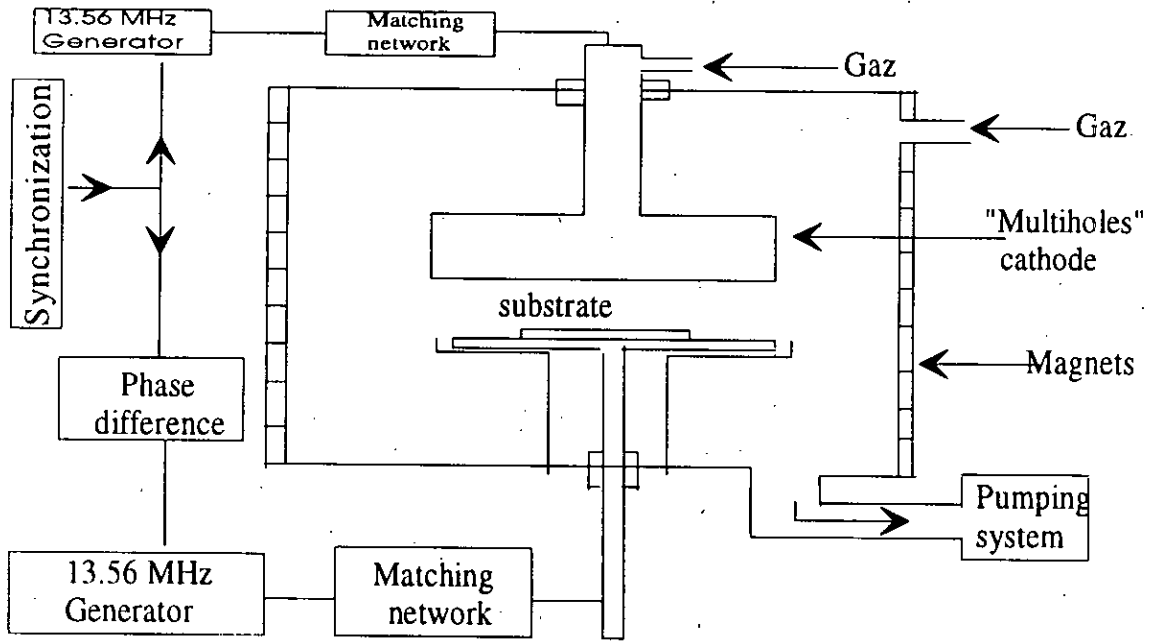 13.56 MHz
Generator
Matching
network
Gaz
Gaz
Synchronization
"Multiholes"
cathode
substrate
Magnets
Phase
difference
Pumping
system
13.56 MHz
Generator
Matching
network